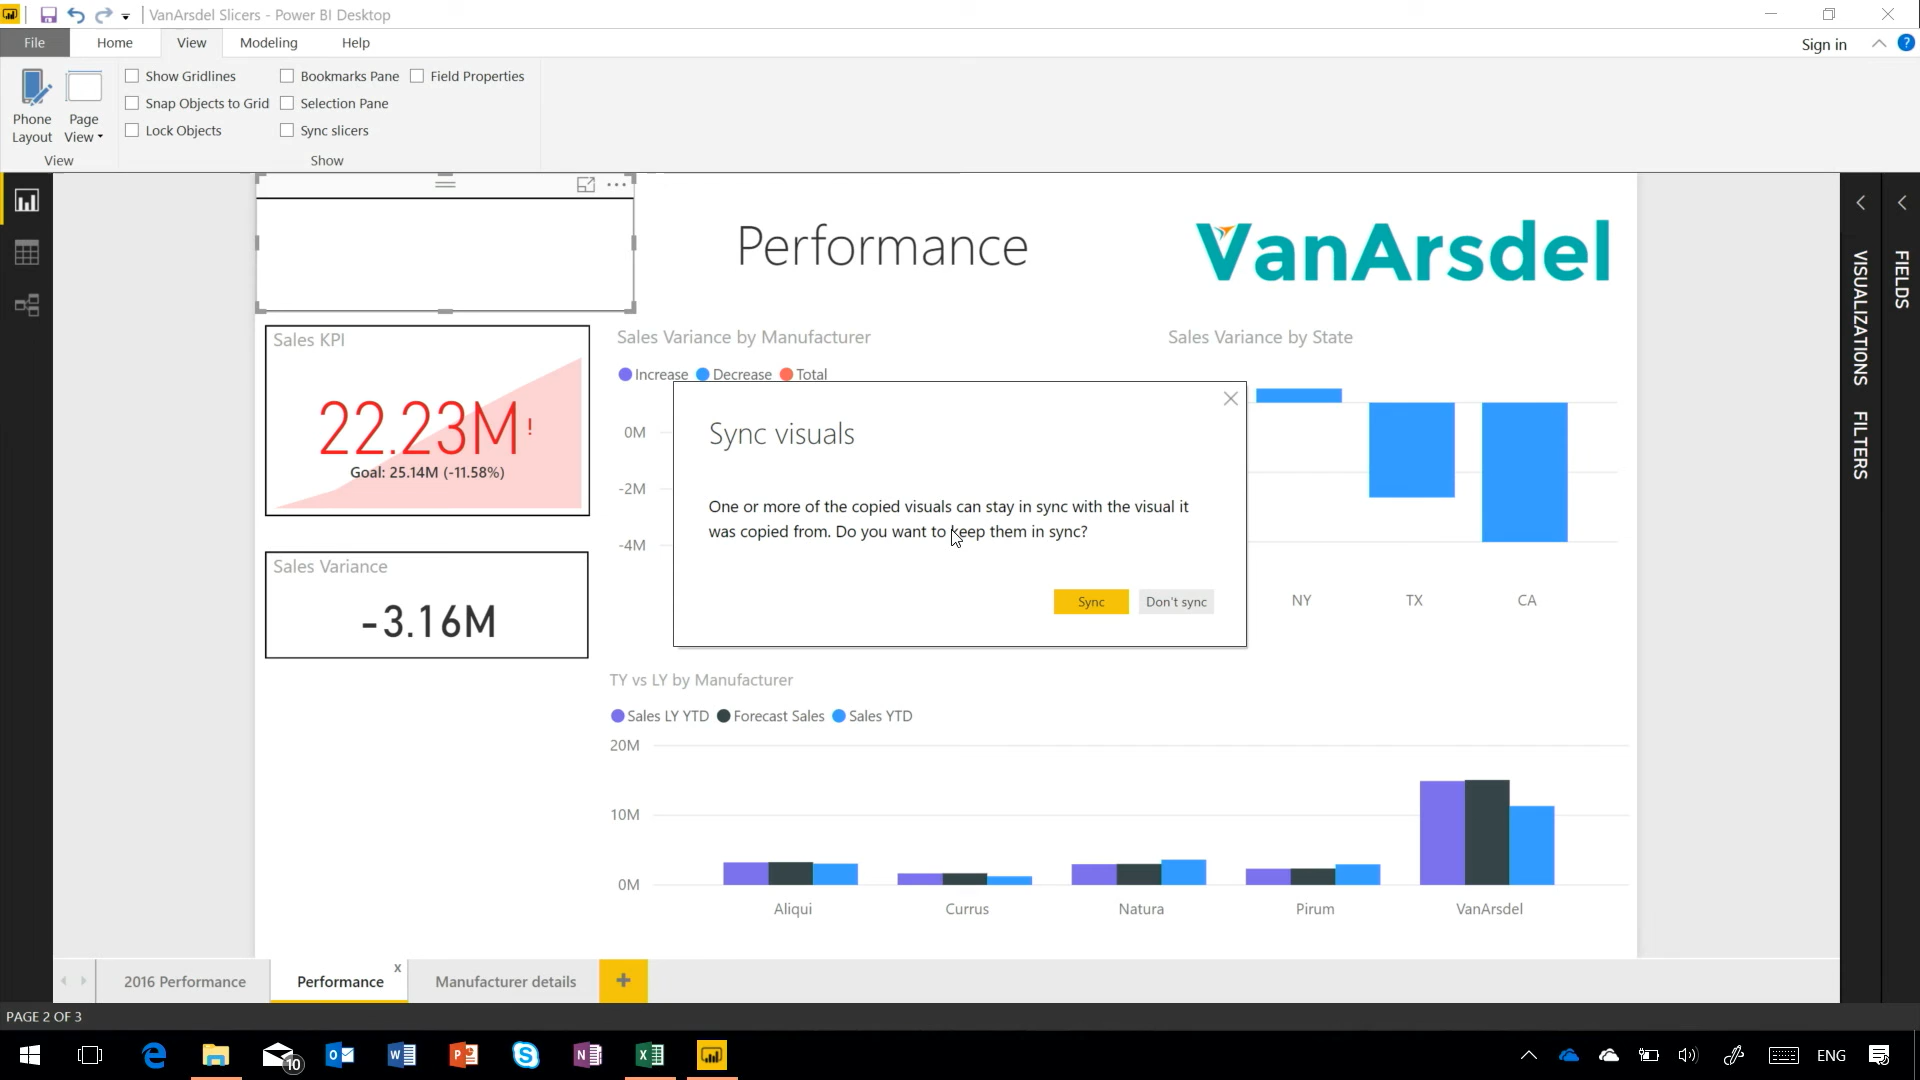 VanArsdel Slicers - Power BI Desktop
File
Home
View
Modeling
Help
Sign in
?
Show Gridlines
Bookmarks Pane
Field Properties
Snap Objects to Grid
Selection Pane
Lock Objects
Sync slicers
Phone
Layout
Page
View
View
Show
Performance
VanArsdel
VISUALIZATIONS
FILTERS
FIELDS
Sales KPI
22.23M!
Goal: 25.14M (-11.58%)
Sales Variance
-3.16M
Sales Variance by Manufacturer
Increase Decrease Total
0M
-2M
-4M
Sales Variance by State
NY TX CA
Sync visuals
One or more of the copied visuals can stay in sync with the visual it
was copied from. Do you want to keep them in sync?
Sync
Don't sync
TY vs LY by Manufacturer
Sales LY YTD Forecast Sales Sales YTD
20M
10M
0M
Aliqui Currus Natura Pirum VanArsdel
2016 Performance
Performance
x
Manufacturer details
+
PAGE 2 OF 3
10
ENG